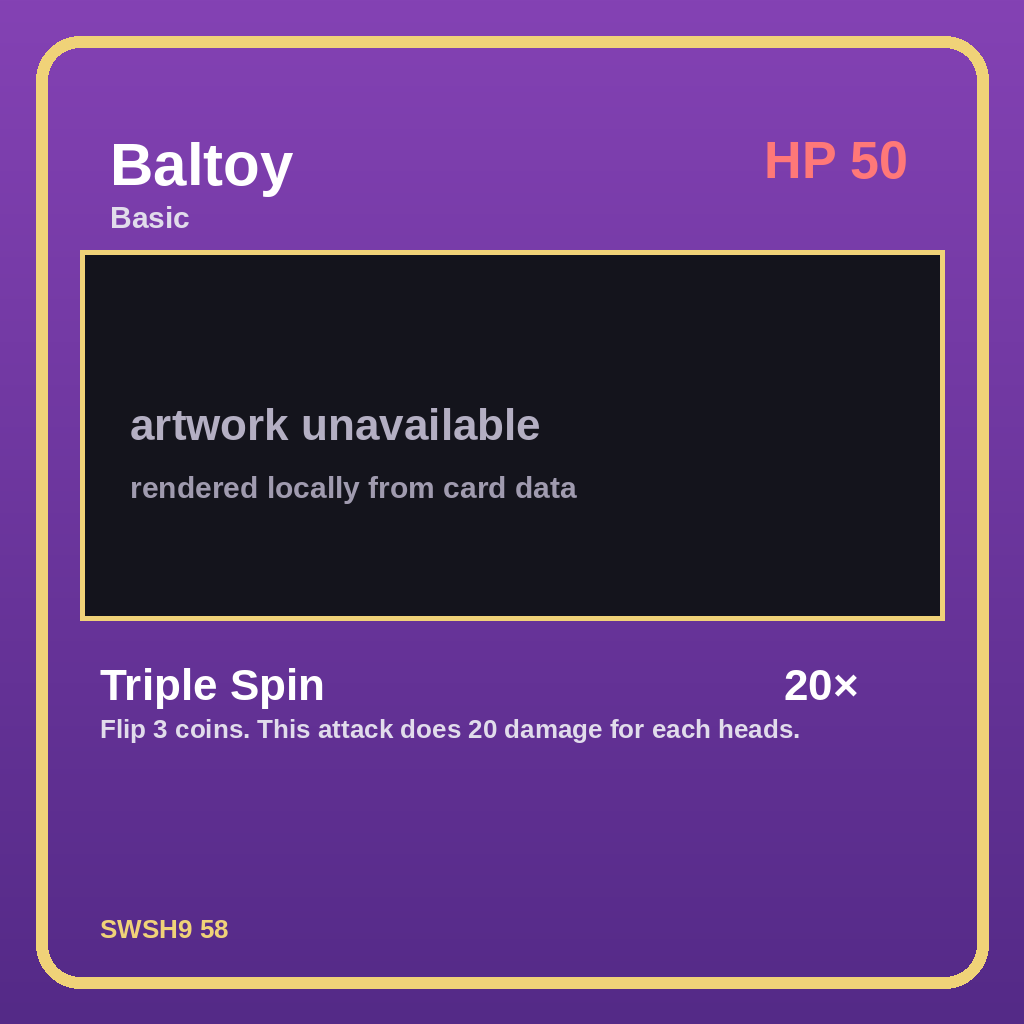 Baltoy
HP 50
Basic
artwork unavailable
rendered locally from card data
Triple Spin
20×
Flip 3 coins. This attack does 20 damage for each heads.
SWSH9 58